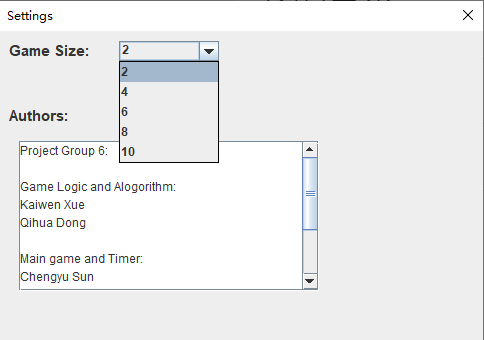 Settings
Game Size:
2
2
4
6
8
10
Authors:
Project Group 6:
Game Logic and Alogorithm:
Kaiwen Xue
Qihua Dong
Main game and Timer:
Chengyu Sun